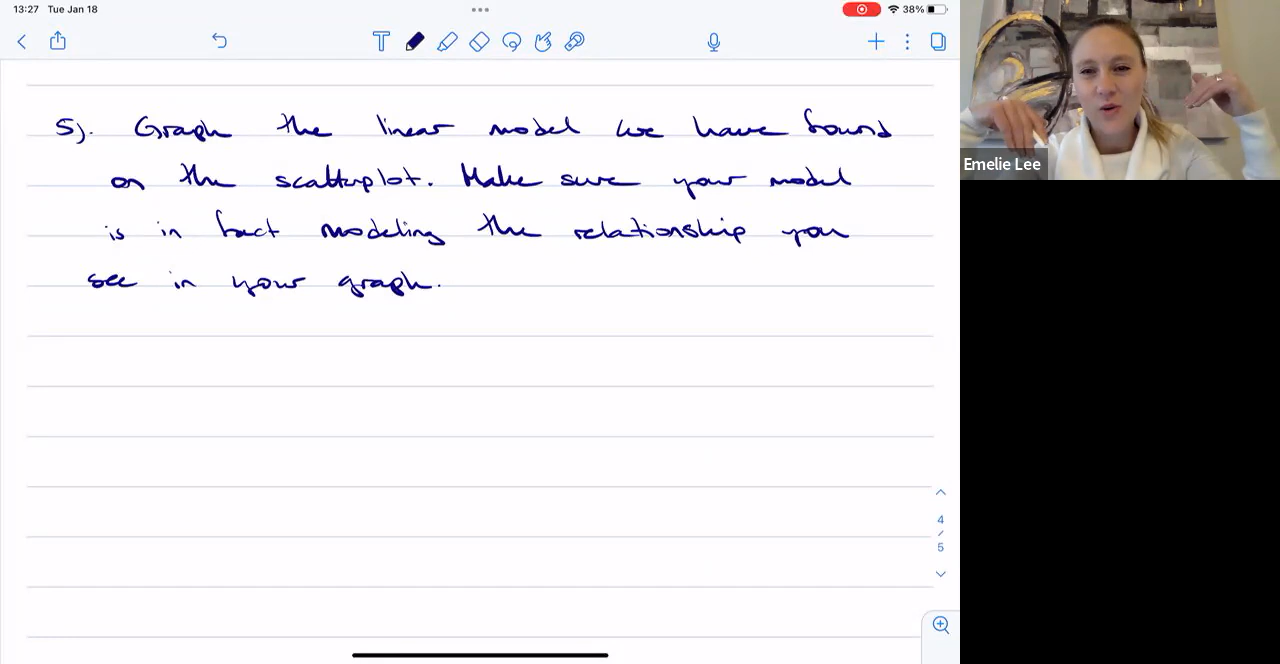 13:27 Tue Jan 18
38%
5). Graph the linear model we have found
on the scatterplot. Make sure your model
is in fact modeling the relationship you
see in your graph.
Emelie Lee
4
/
5